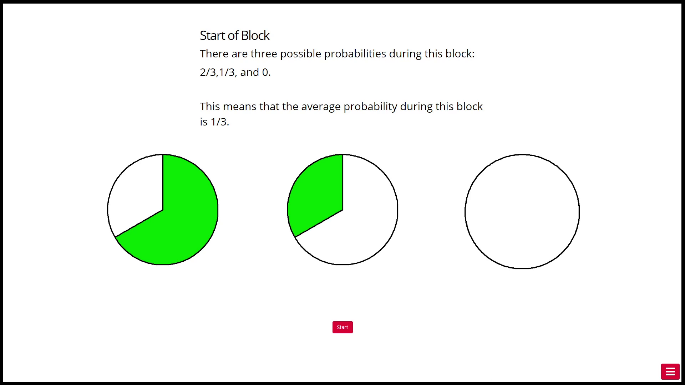 Start of Block
There are three possible probabilities during this block:
2/3,1/3, and 0.
This means that the average probability during this block
is 1/3.
Start